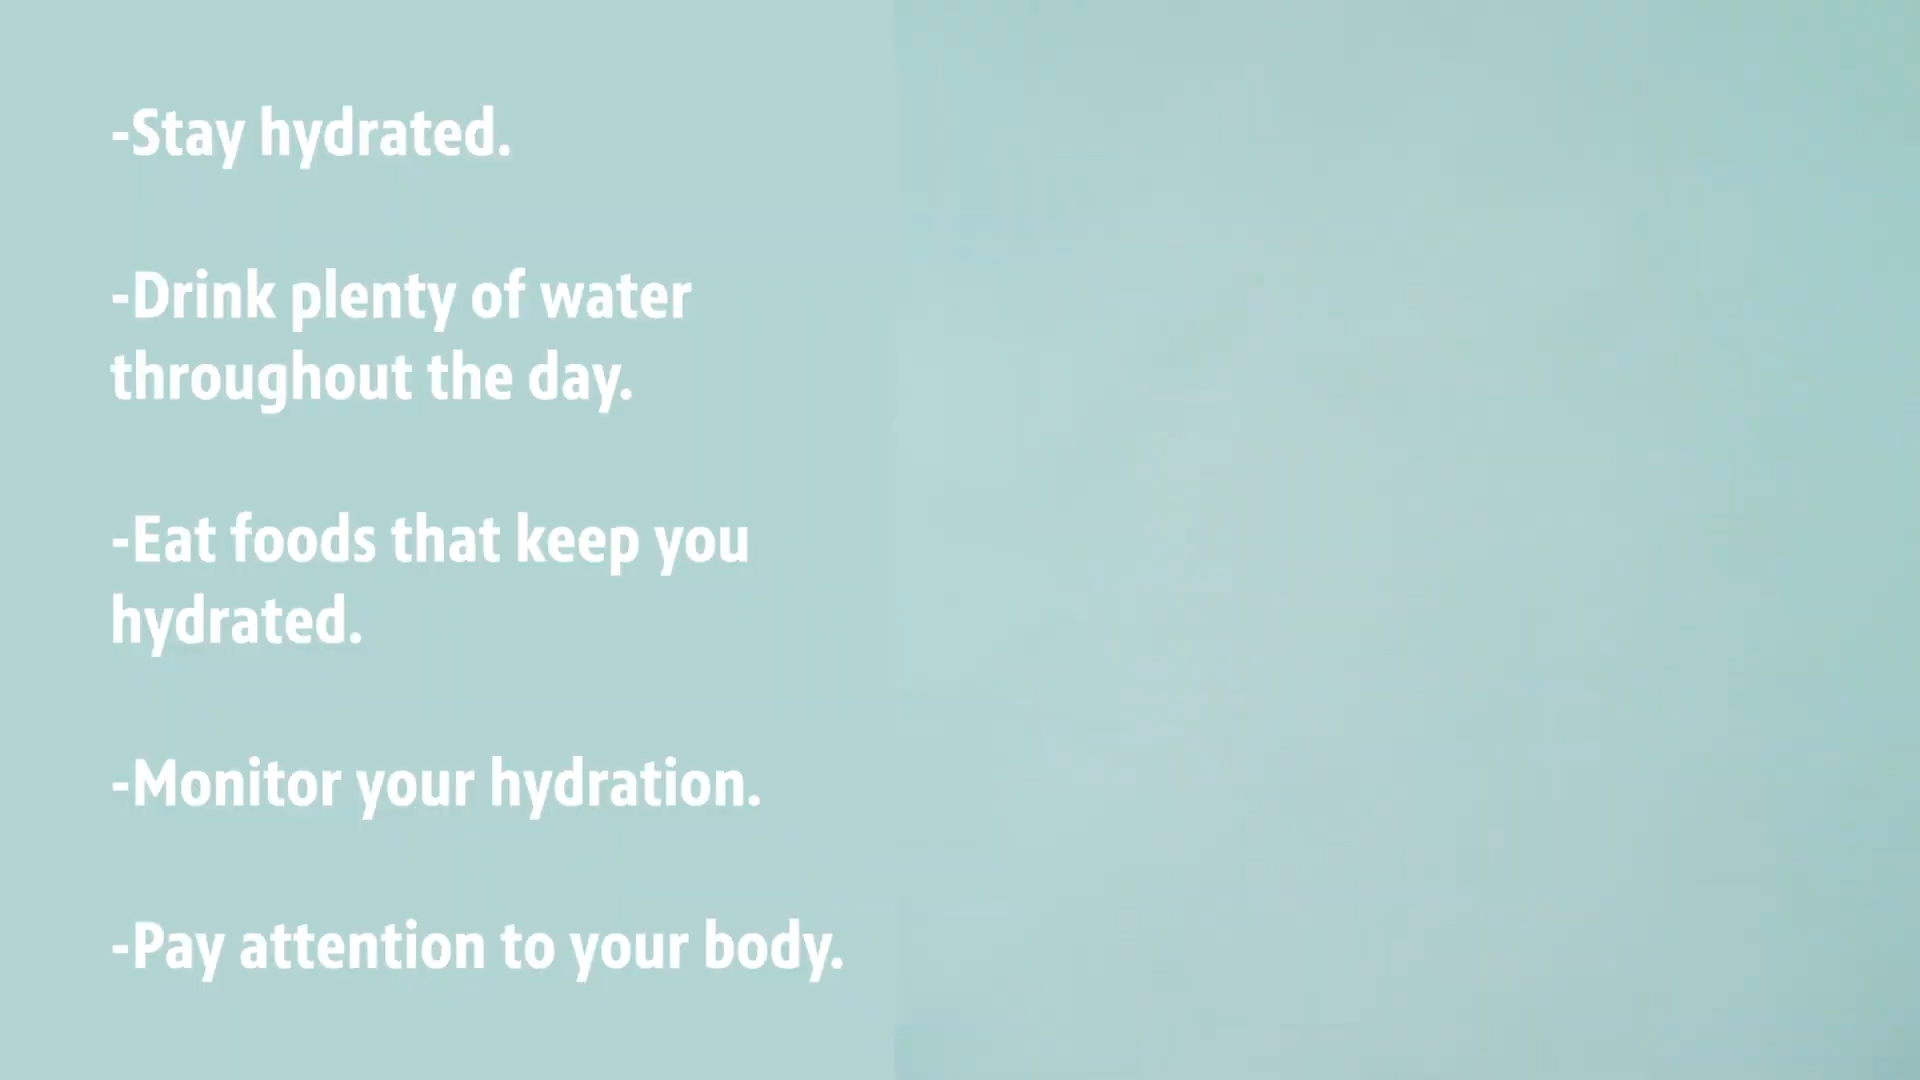 -Stay hydrated.
-Drink plenty of water
throughout the day.
-Eat foods that keep you
hydrated.
-Monitor your hydration.
-Pay attention to your body.